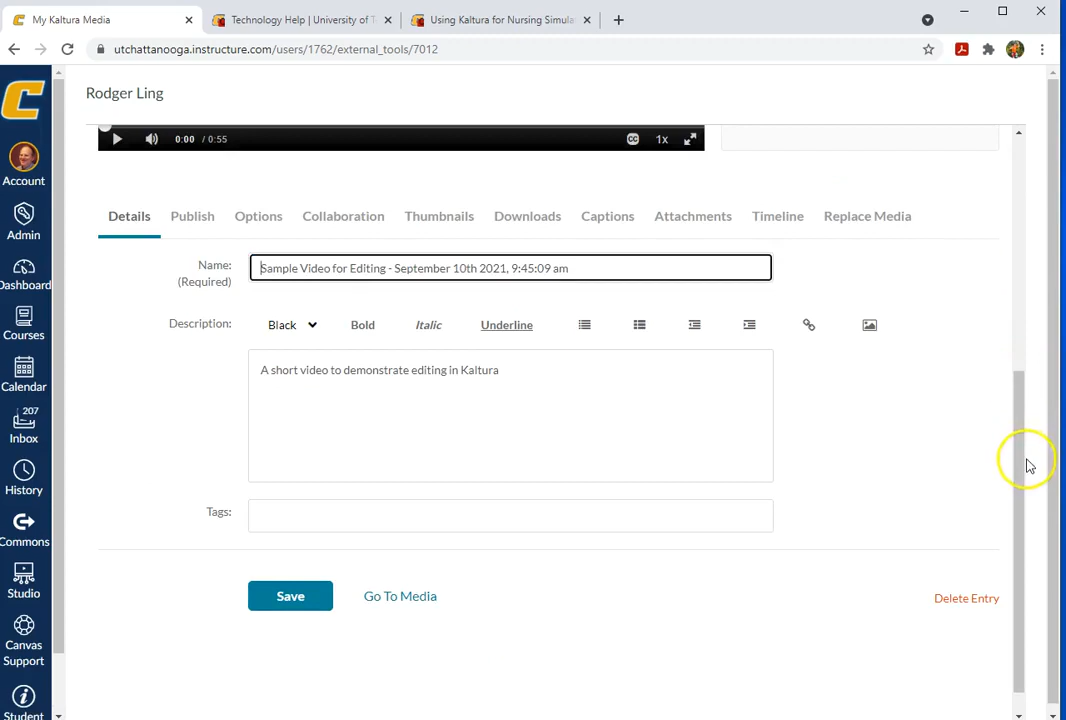 My Kaltura Media
Technology Help | University of T
Using Kaltura for Nursing Simula
utchattanooga.instructure.com/users/1762/external_tools/7012
Rodger Ling
0:00 / 0:55
CC
1x
Account
Admin
Dashboard
Courses
Calendar
207
Inbox
History
Commons
Studio
Canvas
Support
Student
Details
Publish
Options
Collaboration
Thumbnails
Downloads
Captions
Attachments
Timeline
Replace Media
Name:
(Required)
Sample Video for Editing - September 10th 2021, 9:45:09 am
Description:
Black
Bold
Italic
Underline
A short video to demonstrate editing in Kaltura
Tags:
Save
Go To Media
Delete Entry